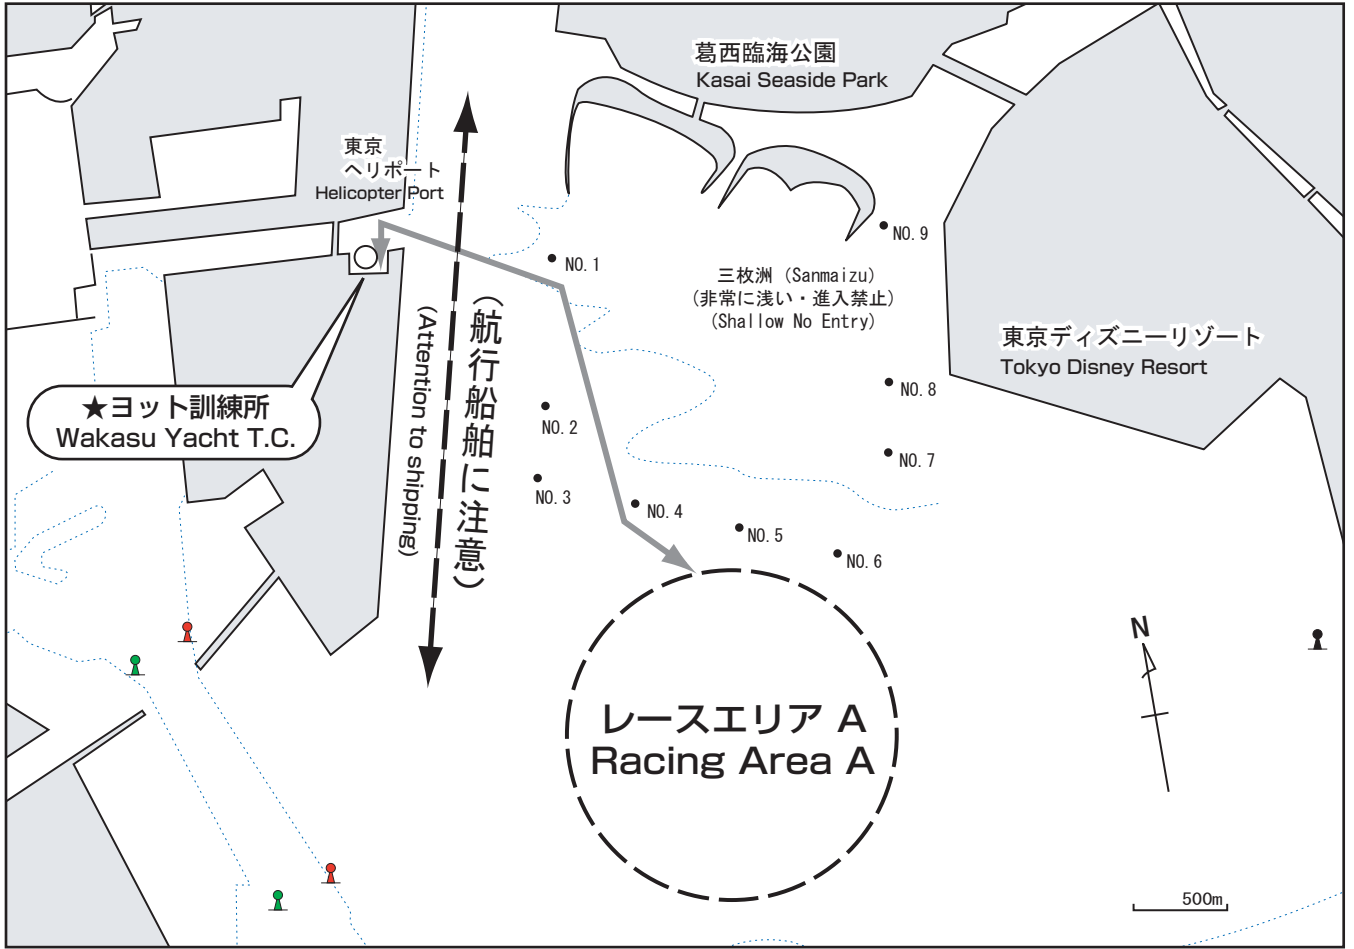 葛西臨海公園
Kasai Seaside Park
東京
ヘリポート
Helicopter Port
NO. 9
NO. 1
三枚洲 (Sanmaizu)
(非常に浅い・進入禁止)
(Shallow No Entry)
東京ディズニーリゾート
Tokyo Disney Resort
(航行船舶に注意)
(Attention to shipping)
NO. 8
★ヨット訓練所
Wakasu Yacht T.C.
NO. 2
NO. 7
NO. 3
NO. 4
NO. 5
NO. 6
N
レースエリア A
Racing Area A
500m